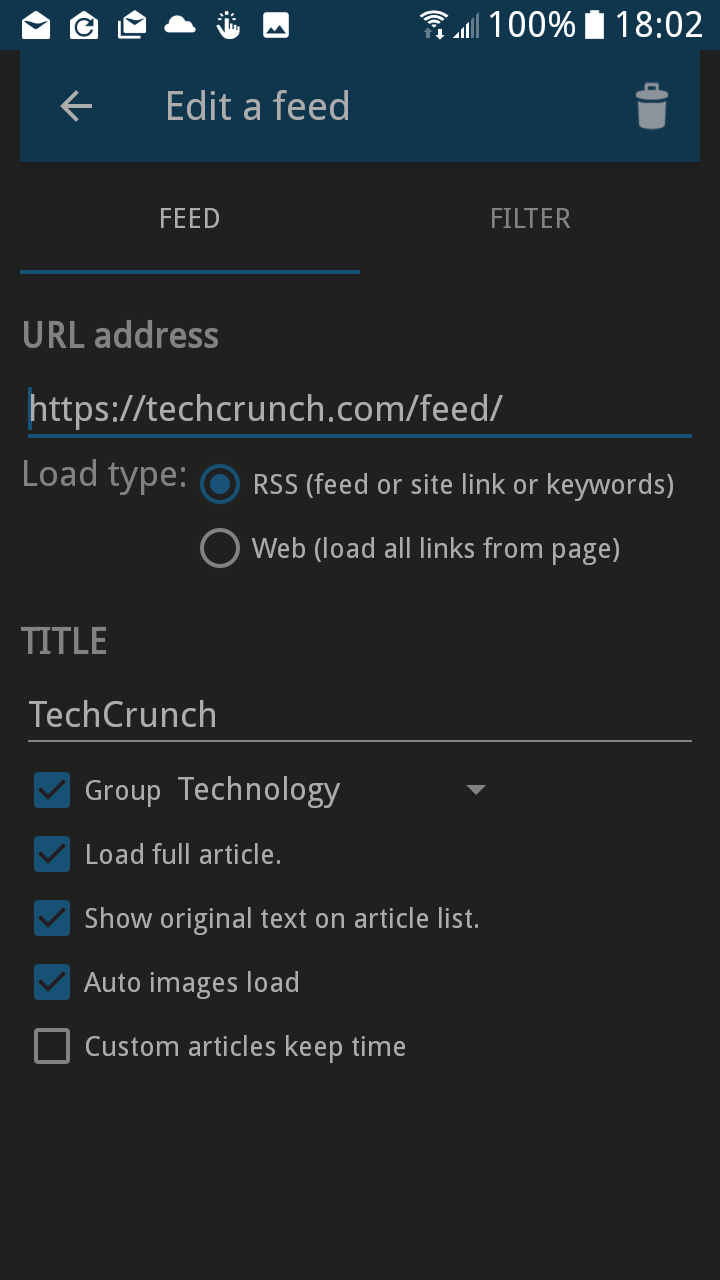 100% 18:02
Edit a feed
FEED FILTER
URL address
https://techcrunch.com/feed/
Load type: RSS (feed or site link or keywords)
Web (load all links from page)
TITLE
TechCrunch
Group Technology
Load full article.
Show original text on article list.
Auto images load
Custom articles keep time